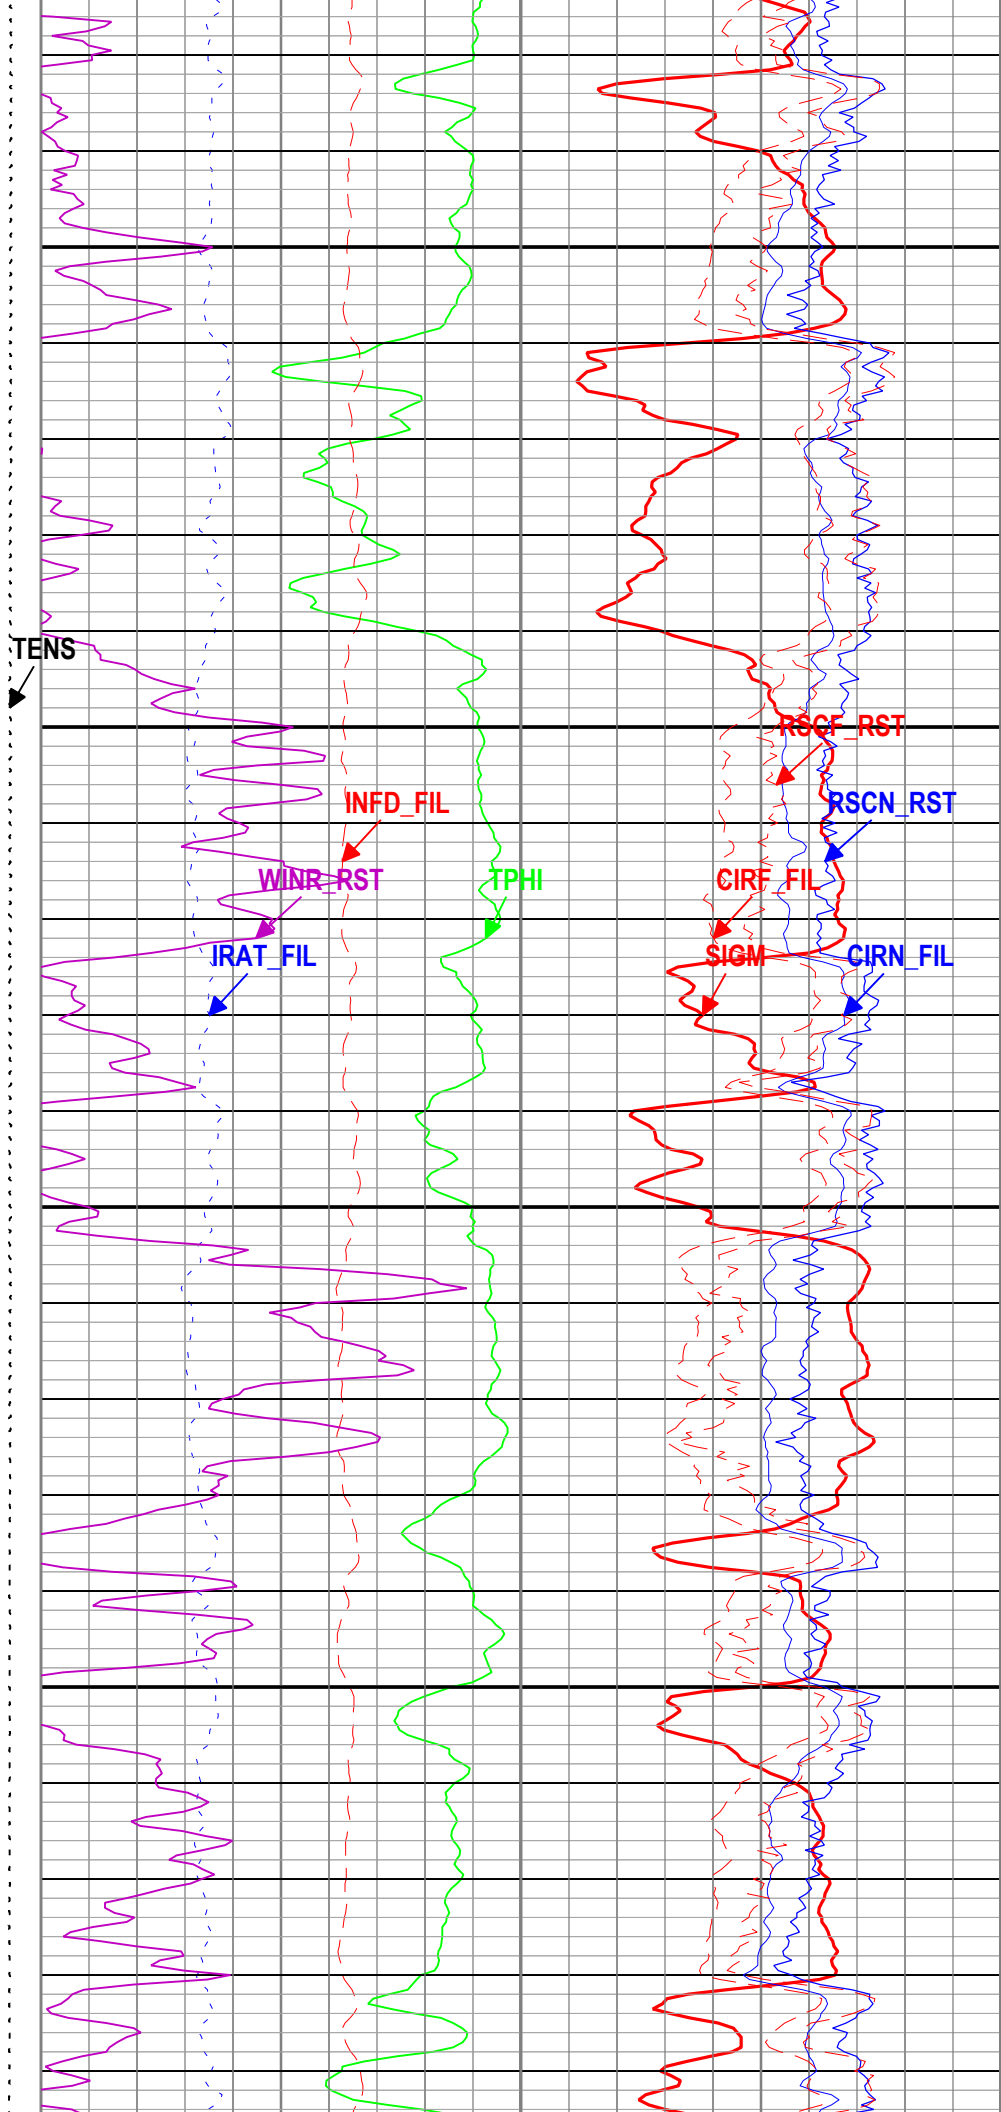 TENS
RSCF_RST
INFD_FIL
RSCN_RST
WINR_RST
TPHI
CIRF_FIL
IRAT_FIL
SIGM
CIRN_FIL